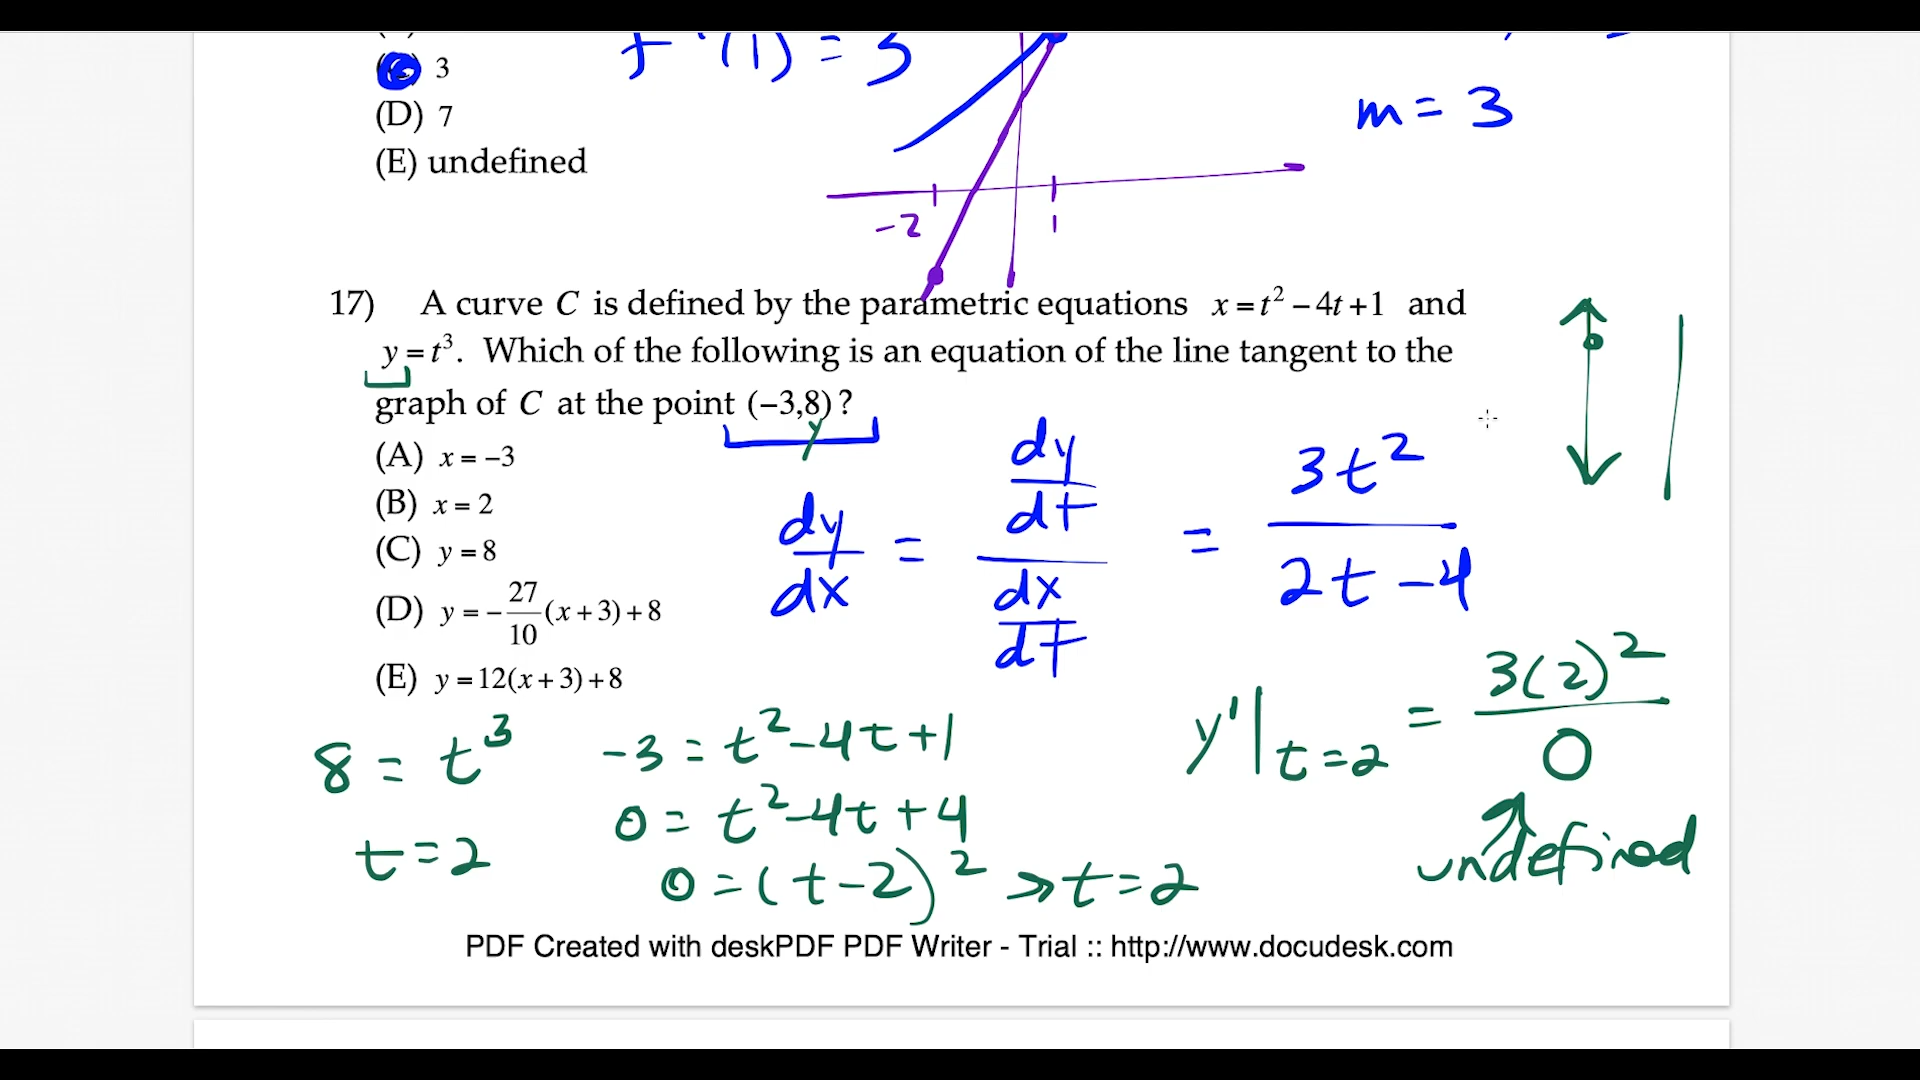 f'(1) = 3
3
m = 3
(D) 7
(E) undefined
-2
1
17) A curve C is defined by the parametric equations x = t² − 4t + 1 and
y = t³. Which of the following is an equation of the line tangent to the
graph of C at the point (−3,8)?
y
(A) x = −3
(B) x = 2
(C) y = 8
(D) y = −27/10(x + 3) + 8
(E) y = 12(x + 3) + 8
dy/dx = (dy/dt)/(dx/dt) = 3t²/(2t − 4)
8 = t³
t = 2
-3 = t² - 4t + 1
0 = t² - 4t + 4
0 = (t - 2)² → t = 2
y'|t=2 = 3(2)²/0
undefined
PDF Created with deskPDF PDF Writer - Trial :: http://www.docudesk.com